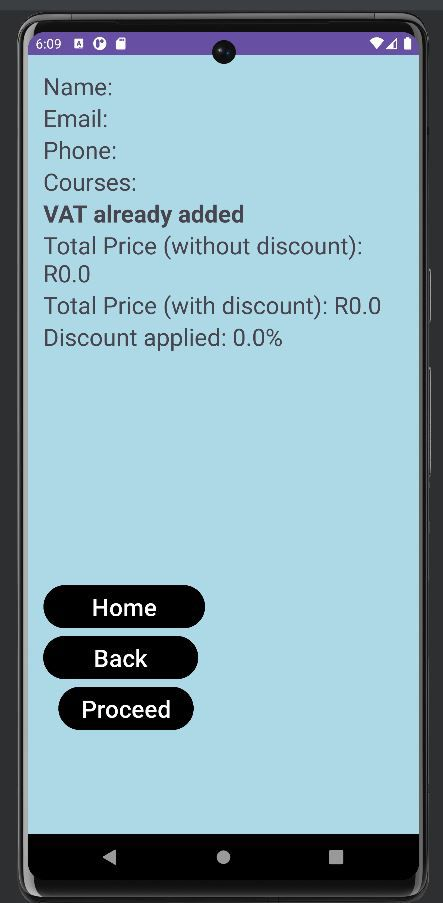 6:09
Name:
Email:
Phone:
Courses:
VAT already added
Total Price (without discount):
R0.0
Total Price (with discount): R0.0
Discount applied: 0.0%
Home
Back
Proceed